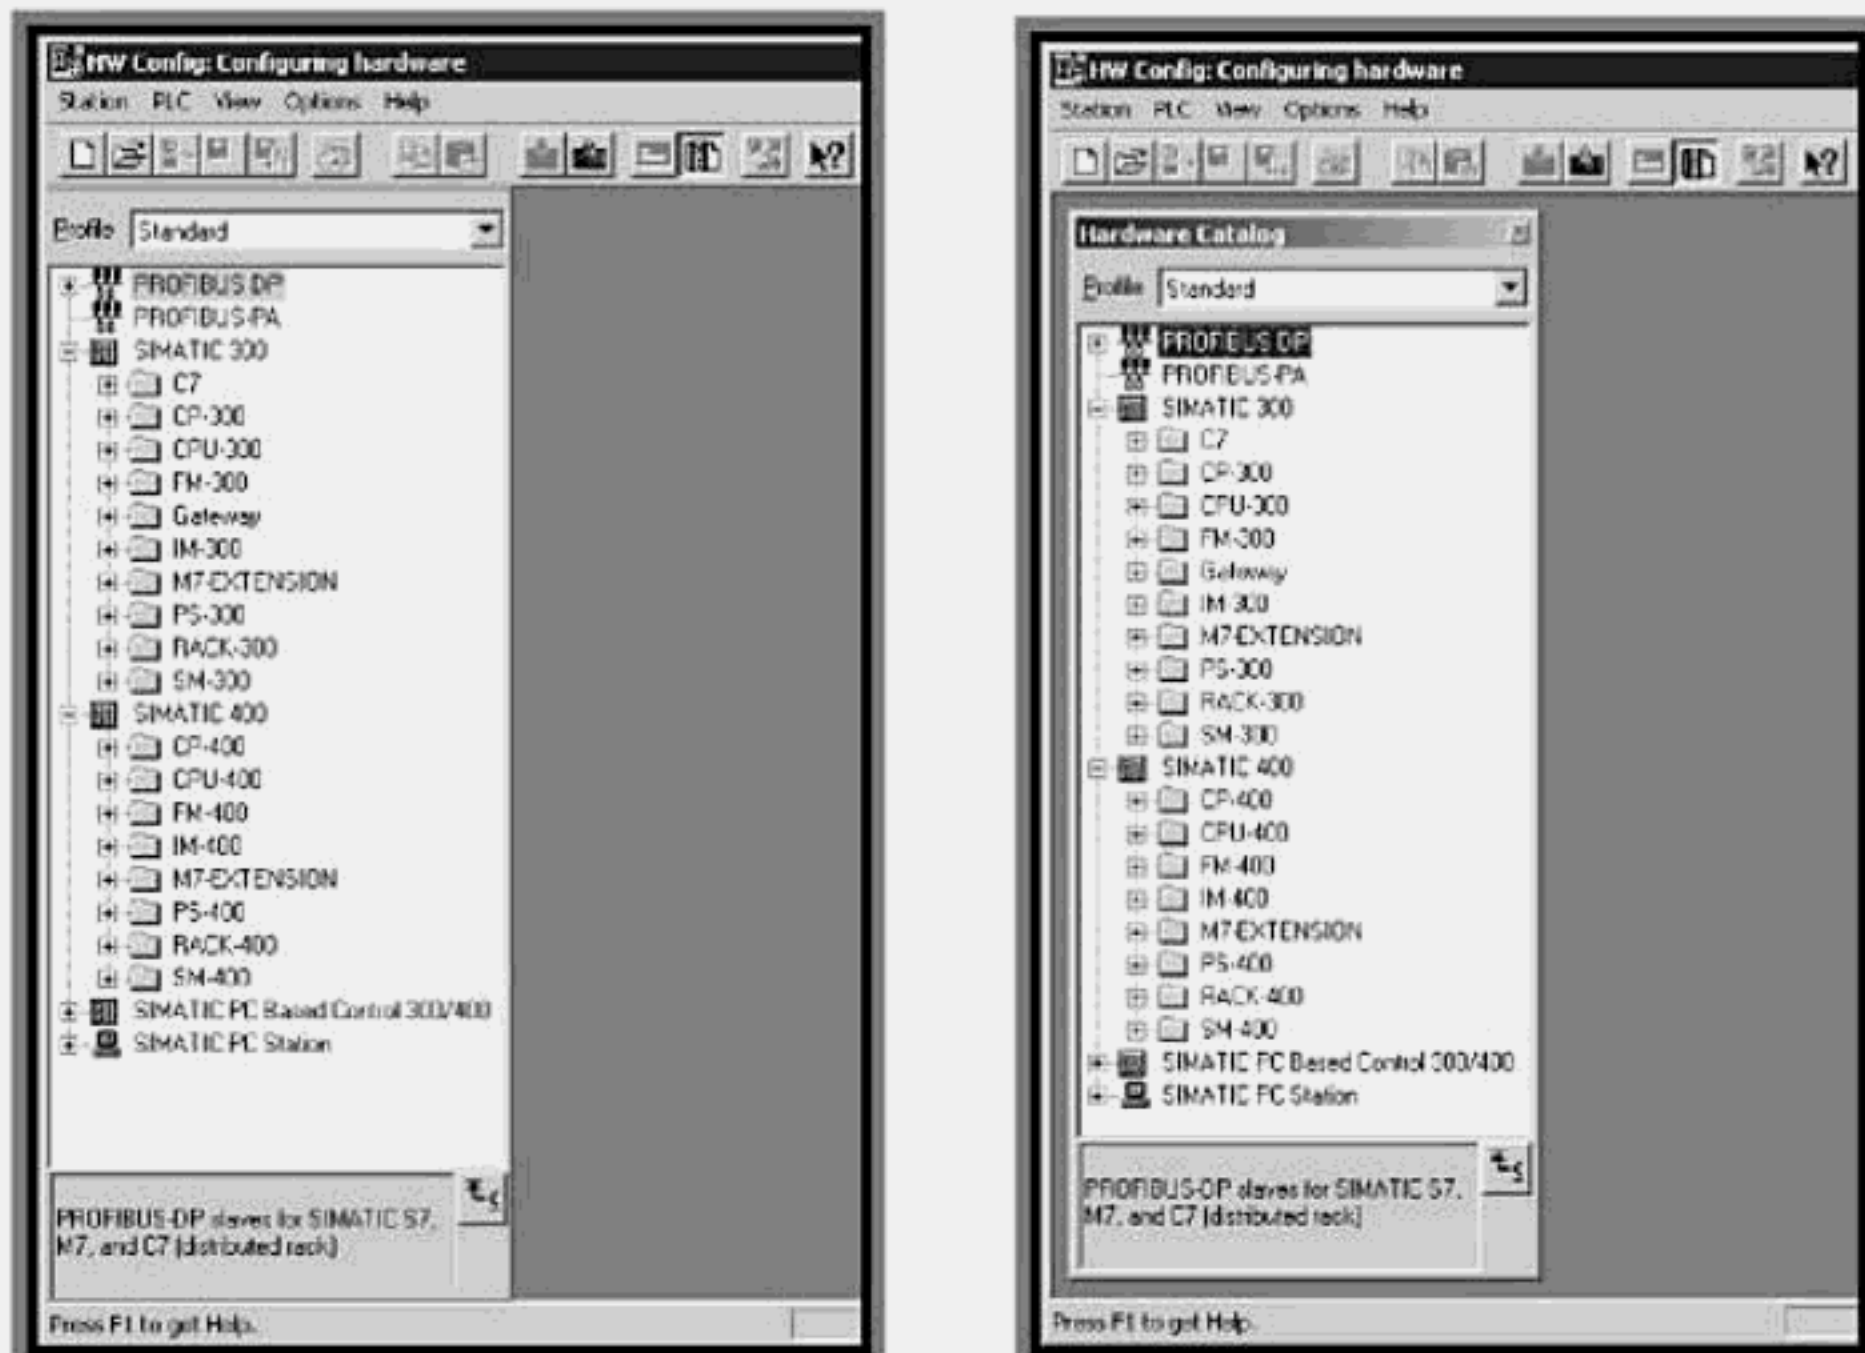 HW Config: Configuring hardware
Station PLC View Options Help
Profile Standard
PROFIBUS-DP
PROFIBUS-PA
SIMATIC 300
C7
CP-300
CPU-300
FM-300
Gateway
IM-300
M7-EXTENSION
PS-300
RACK-300
SM-300
SIMATIC 400
CP-400
CPU-400
FM-400
IM-400
M7-EXTENSION
PS-400
RACK-400
SM-400
SIMATIC PC Based Control 300/400
SIMATIC PC Station
PROFIBUS-DP slaves for SIMATIC S7,
M7, and C7 (distributed rack)
Press F1 to get Help.
HW Config: Configuring hardware
Station PLC View Options Help
Hardware Catalog
Profile Standard
PROFIBUS-DP
PROFIBUS-PA
SIMATIC 300
C7
CP-300
CPU-300
FM-300
Gateway
IM-300
M7-EXTENSION
PS-300
RACK-300
SM-300
SIMATIC 400
CP-400
CPU-400
FM-400
IM-400
M7-EXTENSION
PS-400
RACK-400
SM-400
SIMATIC PC Based Control 300/400
SIMATIC PC Station
PROFIBUS-DP slaves for SIMATIC S7,
M7, and C7 (distributed rack)
Press F1 to get Help.